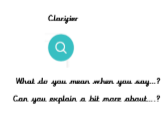 Clarifier
What do you mean when you say...?
Can you explain a bit more about....?